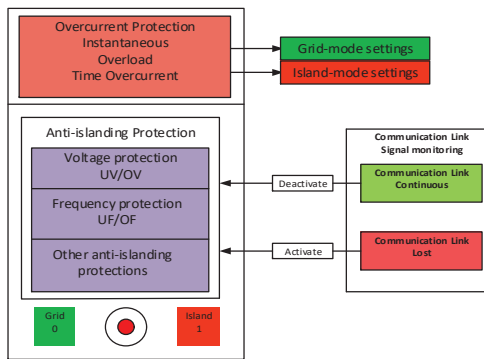 Overcurrent Protection
Instantaneous
Overload
Time Overcurrent
Grid-mode settings
Island-mode settings
Anti-islanding Protection
Voltage protection
UV/OV
Frequency protection
UF/OF
Other anti-islanding
protections
Deactivate
Activate
Communication Link
Signal monitoring
Communication Link
Continuous
Communication Link
Lost
Grid
0
Island
1